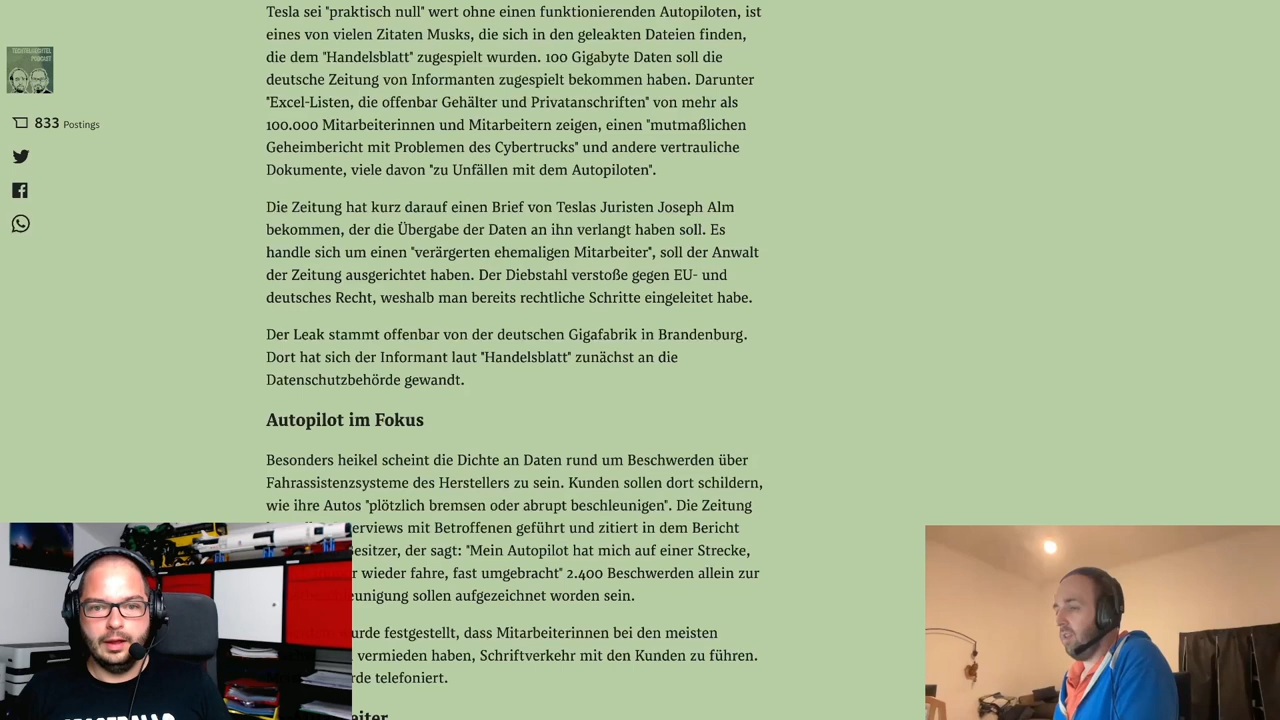 Tesla sei "praktisch null" wert ohne einen funktionierenden Autopiloten, ist
eines von vielen Zitaten Musks, die sich in den geleakten Dateien finden,
die dem "Handelsblatt" zugespielt wurden. 100 Gigabyte Daten soll die
deutsche Zeitung von Informanten zugespielt bekommen haben. Darunter
"Excel-Listen, die offenbar Gehälter und Privatanschriften" von mehr als
100.000 Mitarbeiterinnen und Mitarbeitern zeigen, einen "mutmaßlichen
Geheimbericht mit Problemen des Cybertrucks" und andere vertrauliche
Dokumente, viele davon "zu Unfällen mit dem Autopiloten".
PODCAST
833 Postings
Die Zeitung hat kurz darauf einen Brief von Teslas Juristen Joseph Alm
bekommen, der die Übergabe der Daten an ihn verlangt haben soll. Es
handle sich um einen "verärgerten ehemaligen Mitarbeiter", soll der Anwalt
der Zeitung ausgerichtet haben. Der Diebstahl verstoße gegen EU- und
deutsches Recht, weshalb man bereits rechtliche Schritte eingeleitet habe.
Der Leak stammt offenbar von der deutschen Gigafabrik in Brandenburg.
Dort hat sich der Informant laut "Handelsblatt" zunächst an die
Datenschutzbehörde gewandt.
Autopilot im Fokus
Besonders heikel scheint die Dichte an Daten rund um Beschwerden über
Fahrassistenzsysteme des Herstellers zu sein. Kunden sollen dort schildern,
wie ihre Autos "plötzlich bremsen oder abrupt beschleunigen". Die Zeitung
mit Betroffenen geführt und zitiert in dem Bericht
der sagt: "Mein Autopilot hat mich auf einer Strecke,
wieder fahre, fast umgebracht" 2.400 Beschwerden allein zur
sollen aufgezeichnet worden sein.
festgestellt, dass Mitarbeiterinnen bei den meisten
vermieden haben, Schriftverkehr mit den Kunden zu führen.
telefoniert.